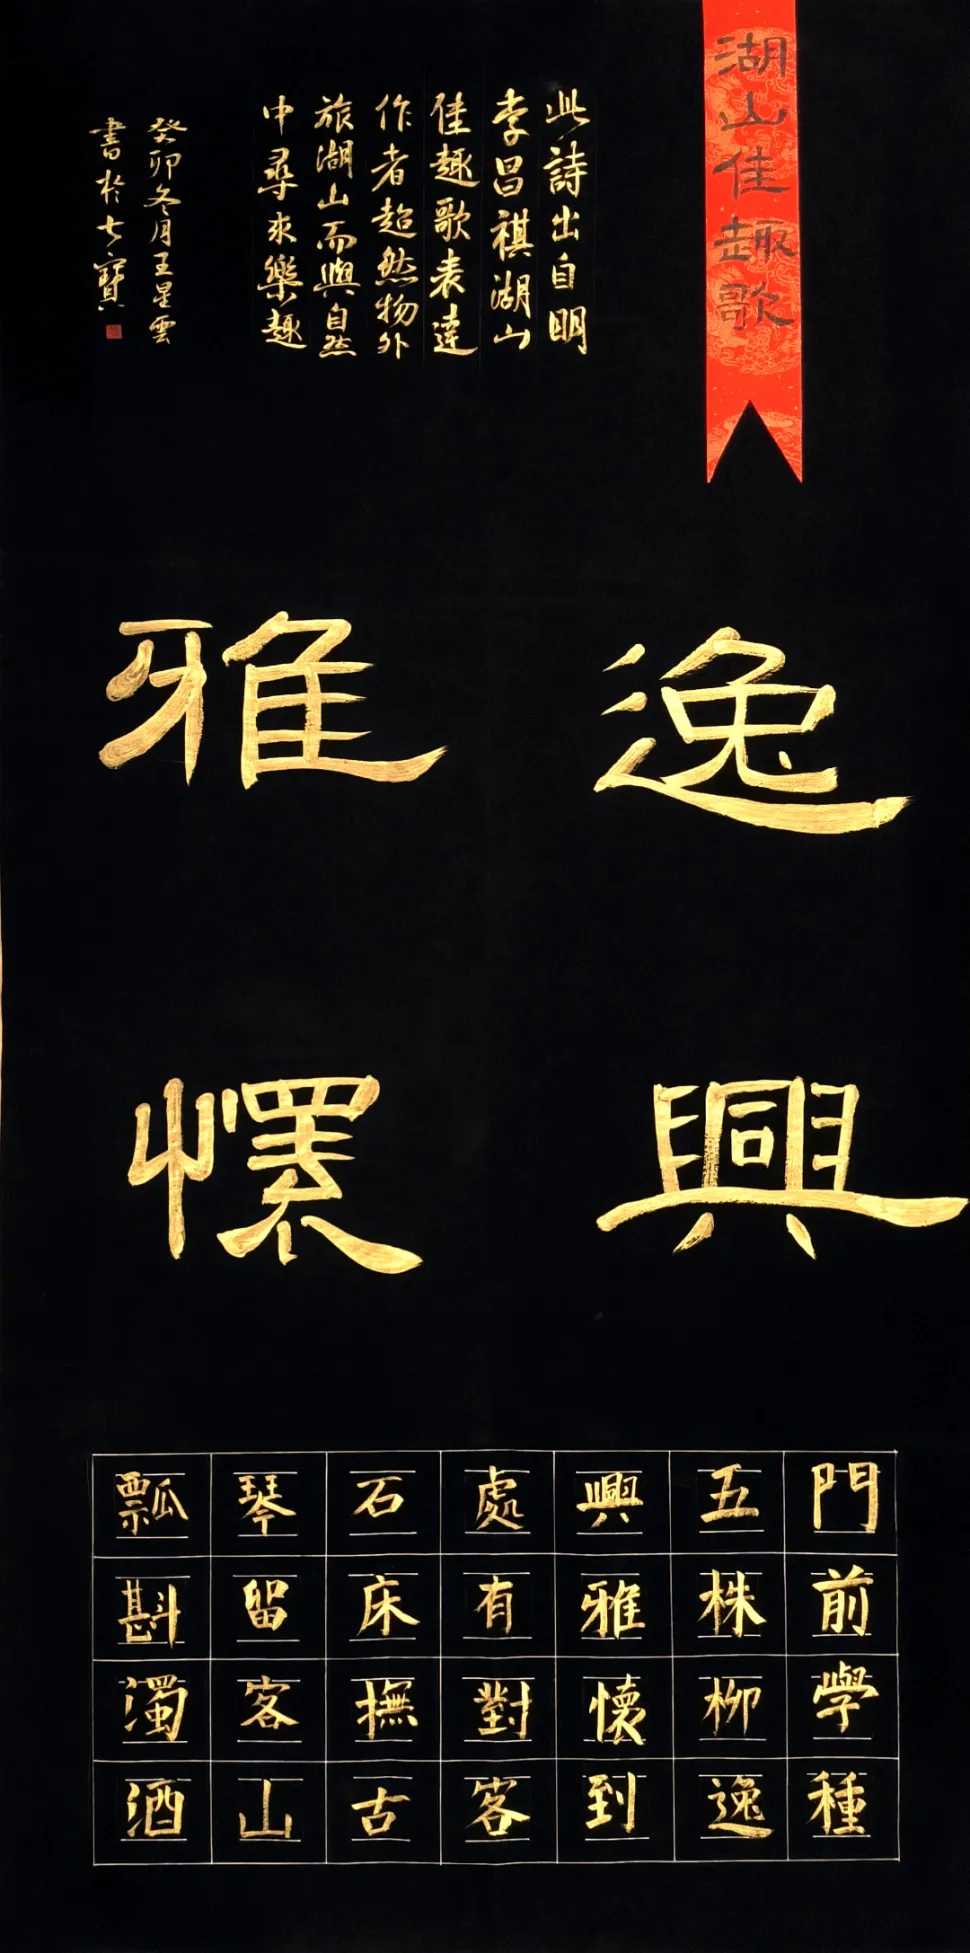 湖山佳趣歌
此詩出自明
李昌祺湖山
佳趣歌表達
作者超然物外
旅湖山而與自然
中尋求樂趣
癸卯冬月王星雲
書於七寶
逸興
雅懷
門前學種
五株柳逸
興雅懷到
處有對客
石床撫古
琴留客山
瓢斟濁酒